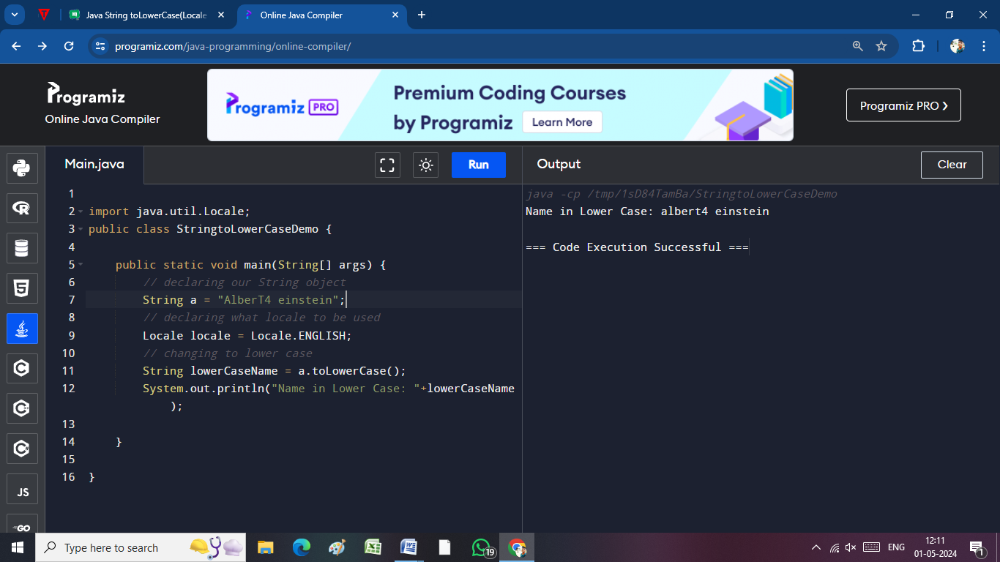 Java String toLowerCase(Locale
Online Java Compiler
programiz.com/java-programming/online-compiler/
Programiz
Online Java Compiler
Programiz PRO
Premium Coding Courses
by Programiz
Learn More
Programiz PRO ❯
Main.java
Run
Output
Clear
1
2 import java.util.Locale;
3 public class StringtoLowerCaseDemo {
4
5 public static void main(String[] args) {
6 // declaring our String object
7 String a = "AlberT4 einstein";
8 // declaring what locale to be used
9 Locale locale = Locale.ENGLISH;
10 // changing to lower case
11 String lowerCaseName = a.toLowerCase();
12 System.out.println("Name in Lower Case: "+lowerCaseName
);
13
14 }
15
16 }
java -cp /tmp/1sD84TamBa/StringtoLowerCaseDemo
Name in Lower Case: albert4 einstein
=== Code Execution Successful ===
R
5
C
C
C
JS
GO
Type here to search
19
ENG
12:11
01-05-2024
1